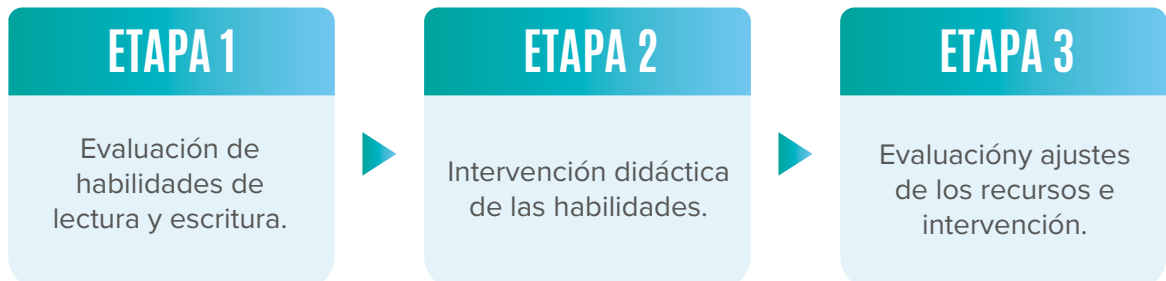 ETAPA 1
Evaluación de
habilidades de
lectura y escritura.
ETAPA 2
Intervención didáctica
de las habilidades.
ETAPA 3
Evaluacióny ajustes
de los recursos e
intervención.